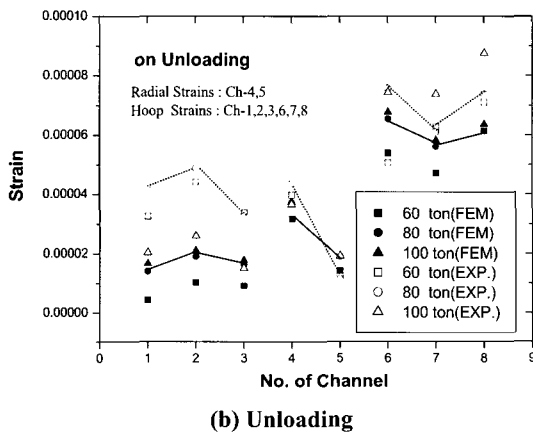 0.00010
0.00008
0.00006
0.00004
0.00002
0.00000
Strain
on Unloading
Radial Strains : Ch-4,5
Hoop Strains : Ch-1,2,3,6,7,8
60 ton(FEM)
80 ton(FEM)
100 ton(FEM)
60 ton(EXP.)
80 ton(EXP.)
100 ton(EXP.)
0 1 2 3 4 5 6 7 8 9
No. of Channel
(b) Unloading